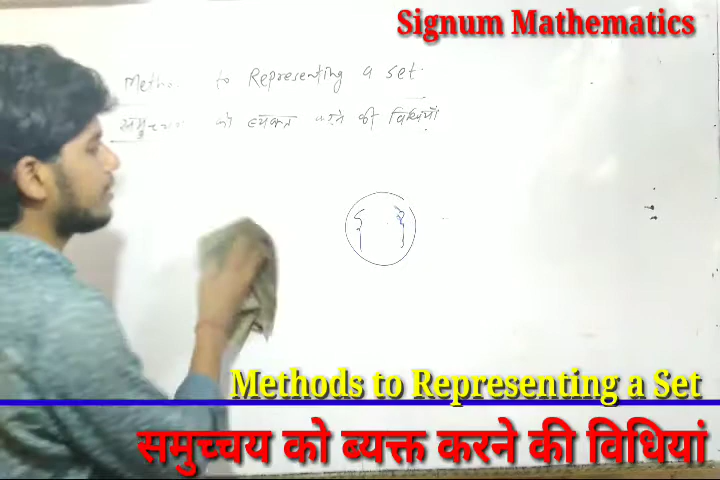 Signum Mathematics
to Representing a set.
को व्यक्त करने की विधियाँ
{ }
Methods to Representing a Set
समुच्चय को ब्यक्त करने की विधियां